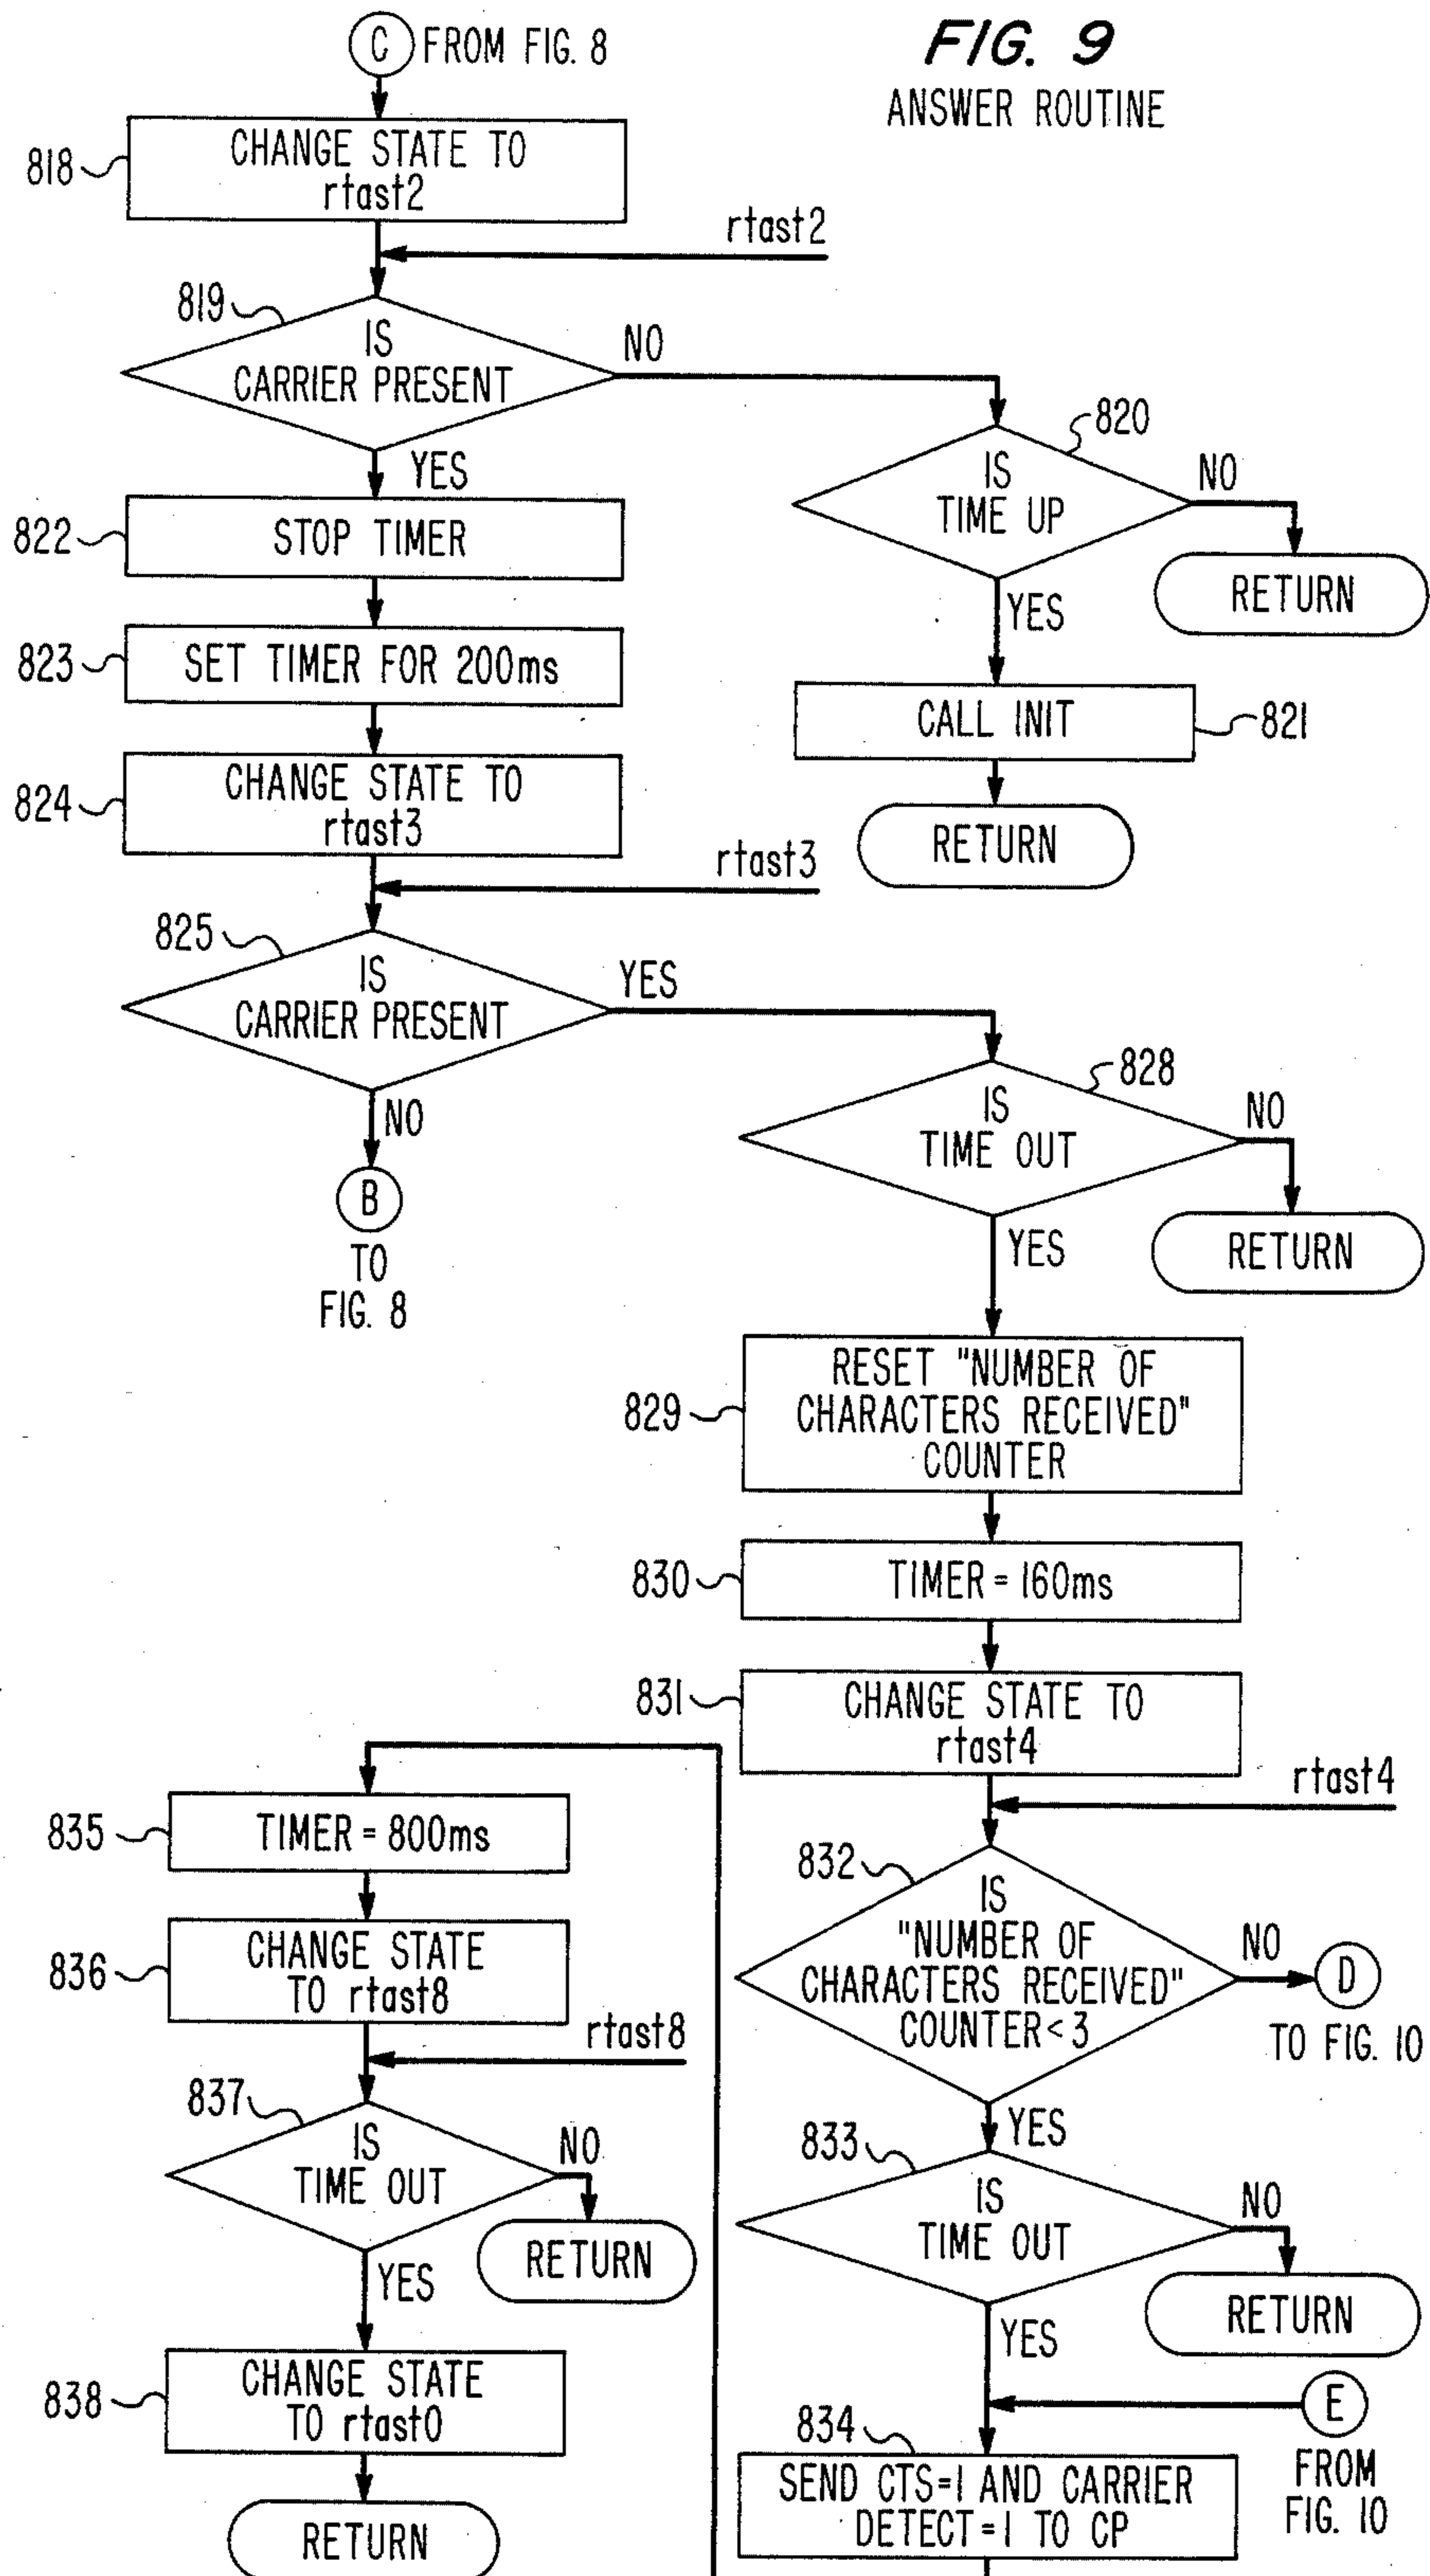 C FROM FIG. 8
FIG. 9
ANSWER ROUTINE
818
CHANGE STATE TO
rtast2
rtast2
819
IS
CARRIER PRESENT
NO
YES
820
IS
TIME UP
NO
RETURN
YES
822
STOP TIMER
823
SET TIMER FOR 200ms
CALL INIT
821
RETURN
824
CHANGE STATE TO
rtast3
rtast3
825
IS
CARRIER PRESENT
YES
NO
B
TO
FIG. 8
828
IS
TIME OUT
NO
RETURN
YES
829
RESET "NUMBER OF
CHARACTERS RECEIVED"
COUNTER
830
TIMER = 160ms
831
CHANGE STATE TO
rtast4
rtast4
832
IS
"NUMBER OF
CHARACTERS RECEIVED"
COUNTER<3
NO
D
TO FIG. 10
YES
833
IS
TIME OUT
NO
RETURN
YES
E
FROM
FIG. 10
834
SEND CTS=1 AND CARRIER
DETECT=1 TO CP
835
TIMER = 800ms
836
CHANGE STATE
TO rtast8
rtast8
837
IS
TIME OUT
NO
RETURN
YES
838
CHANGE STATE
TO rtast0
RETURN